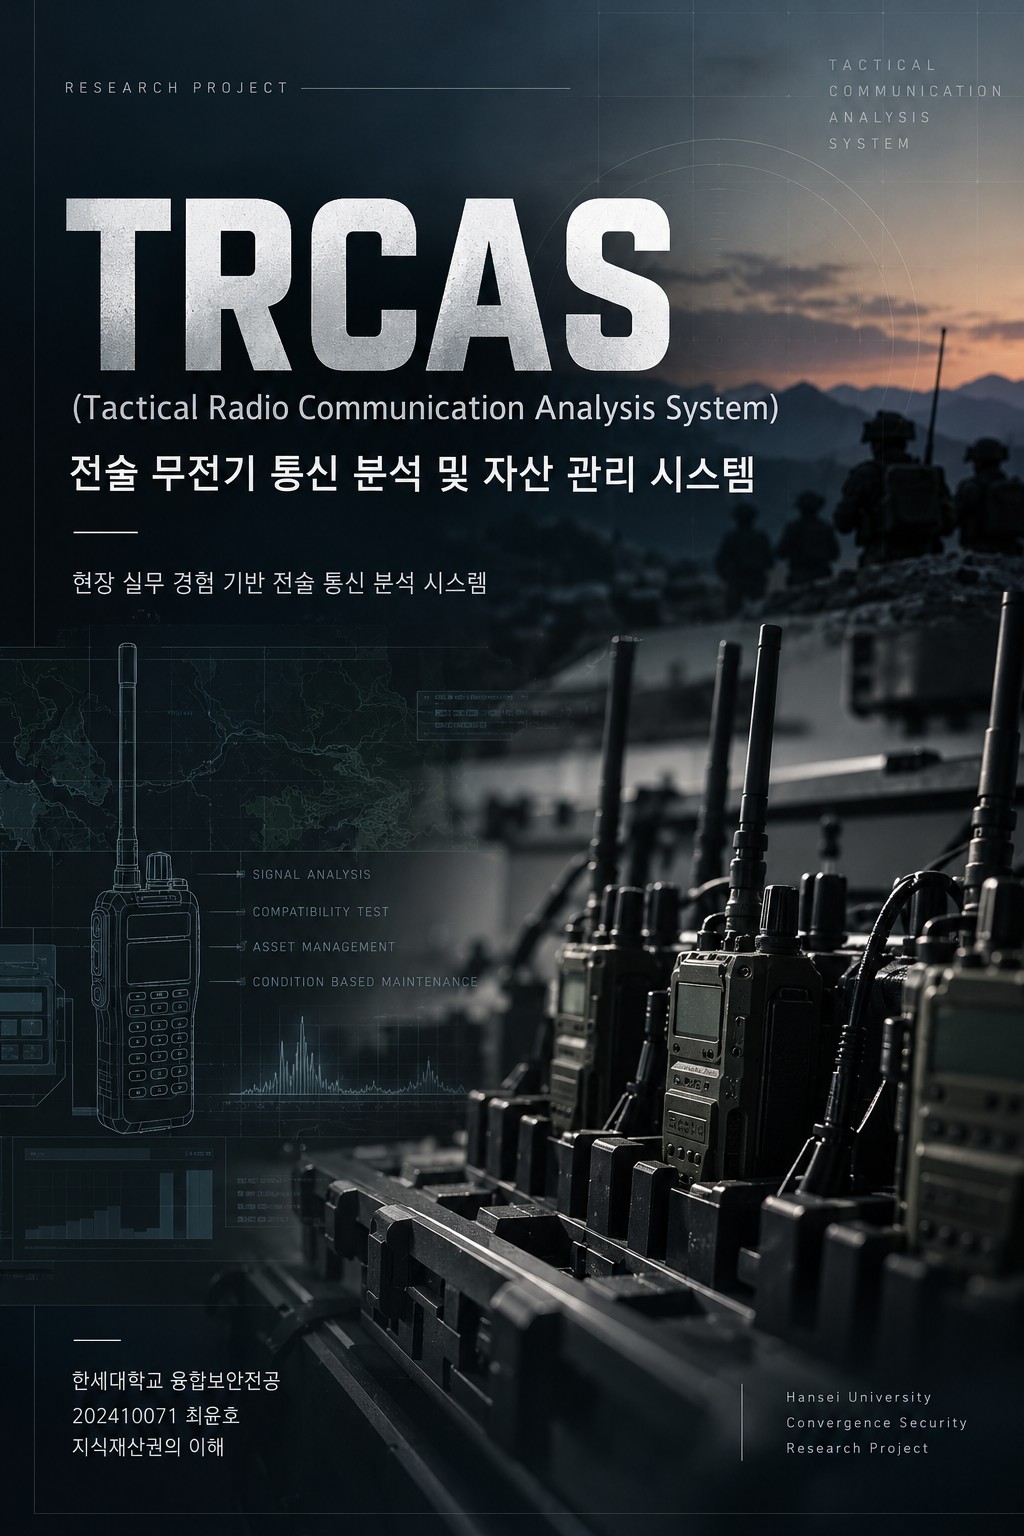 RESEARCH PROJECT
TACTICAL
COMMUNICATION
ANALYSIS
SYSTEM
TRCAS
(Tactical Radio Communication Analysis System)
전술 무전기 통신 분석 및 자산 관리 시스템
현장 실무 경험 기반 전술 통신 분석 시스템
SIGNAL ANALYSIS
COMPATIBILITY TEST
ASSET MANAGEMENT
CONDITION BASED MAINTENANCE
한세대학교 융합보안전공
202410071 최윤호
지식재산권의 이해
Hansei University
Convergence Security
Research Project